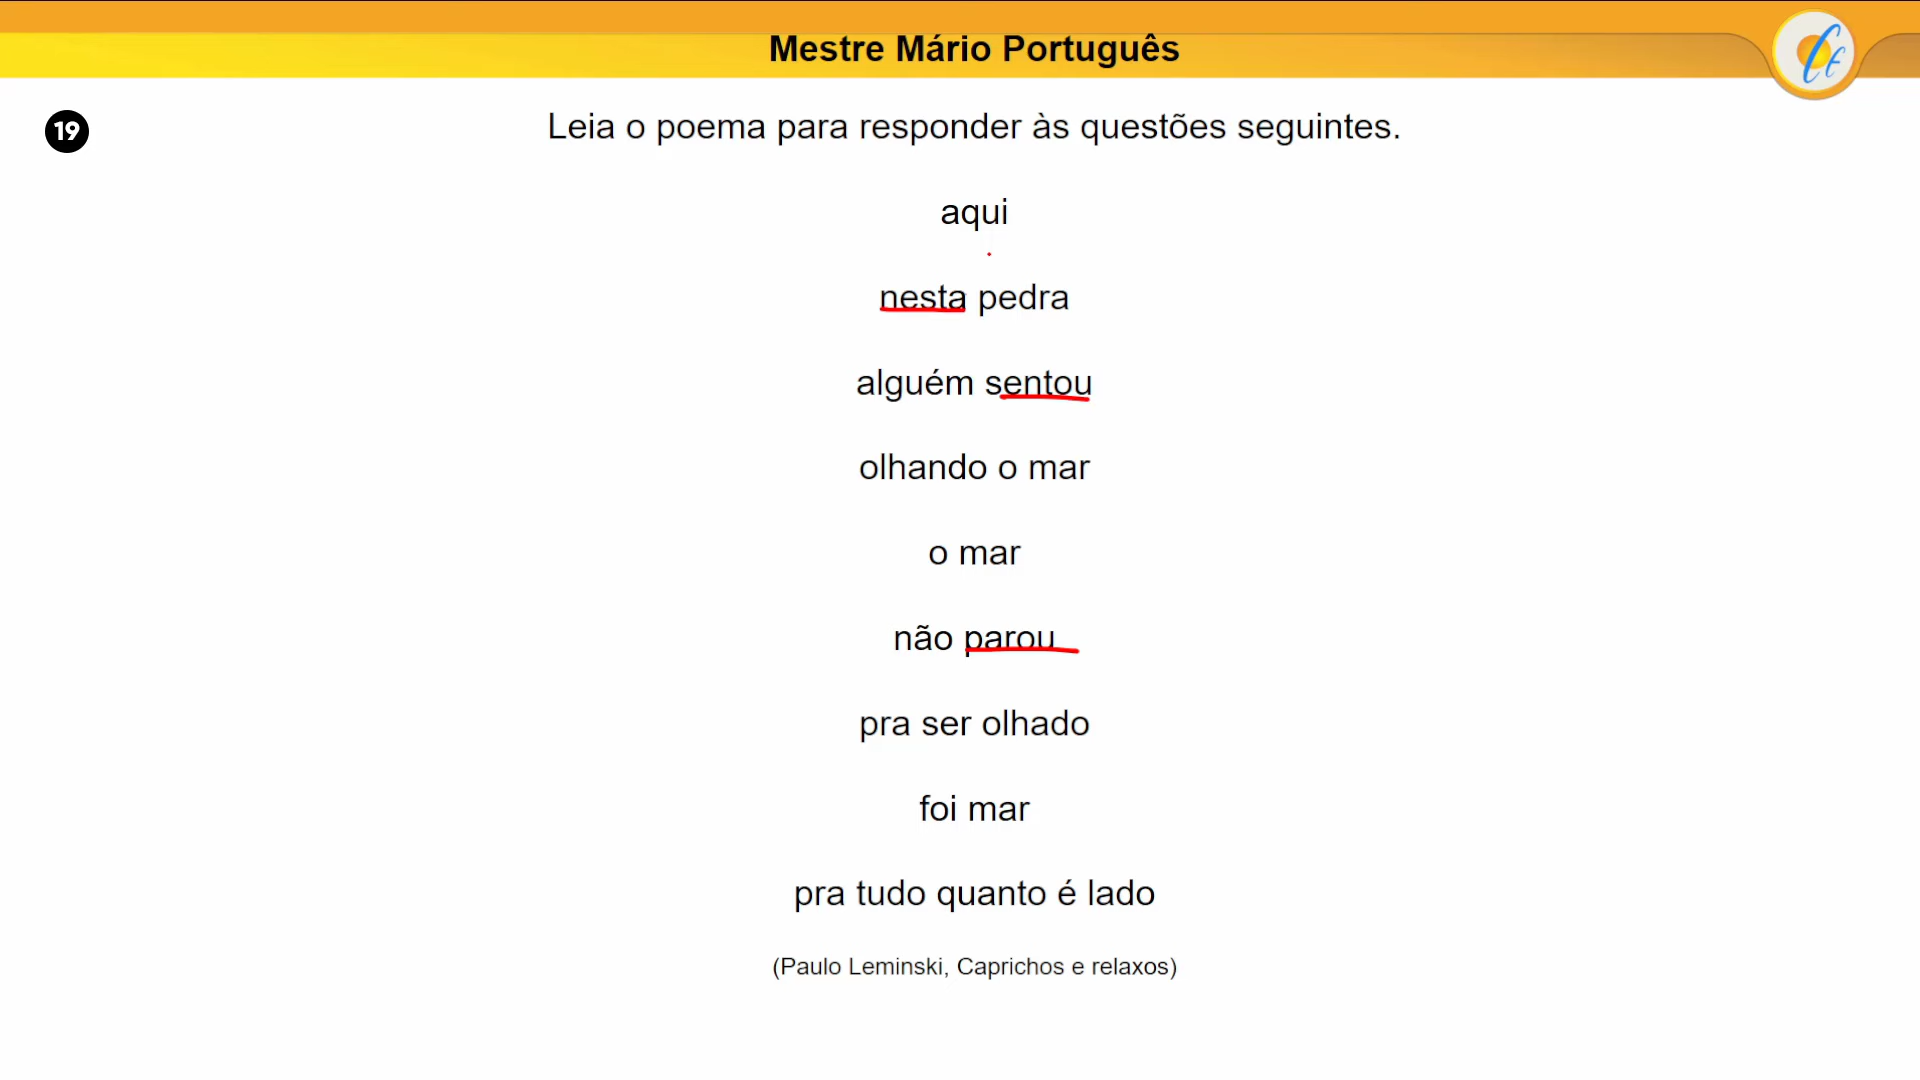 Mestre Mário Português
19
Leia o poema para responder às questões seguintes.
aqui
nesta pedra
alguém sentou
olhando o mar
o mar
não parou
pra ser olhado
foi mar
pra tudo quanto é lado
(Paulo Leminski, Caprichos e relaxos)